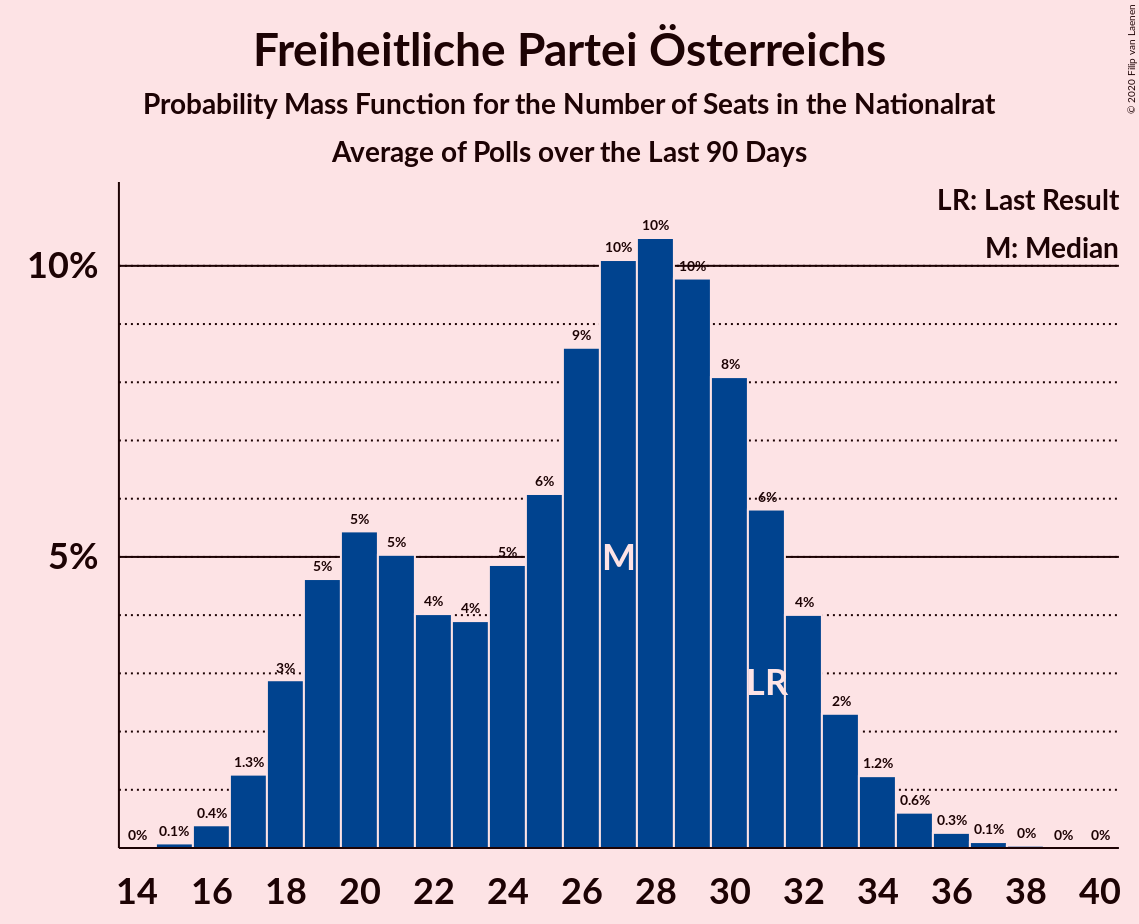 Freiheitliche Partei Österreichs
Probability Mass Function for the Number of Seats in the Nationalrat
Average of Polls over the Last 90 Days
© 2020 Filip van Laenen
LR: Last Result
M: Median
10%
5%
0% 0.1% 0.4% 1.3% 3% 5% 5% 5% 4% 4% 5% 6% 9% 10% 10% 10% 8% 6% 4% 2% 1.2% 0.6% 0.3% 0.1% 0% 0% 0%
M
LR
14 16 18 20 22 24 26 28 30 32 34 36 38 40